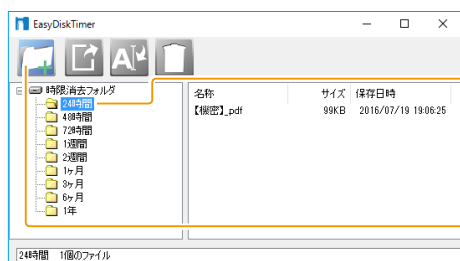 EasyDiskTimer
時限消去フォルダ
24時間
48時間
72時間
1週間
2週間
1ヶ月
3ヶ月
6ヶ月
1年
名称 サイズ 保存日時
【機密】_pdf 99KB 2016/07/19 19:06:25
24時間 1個のファイル